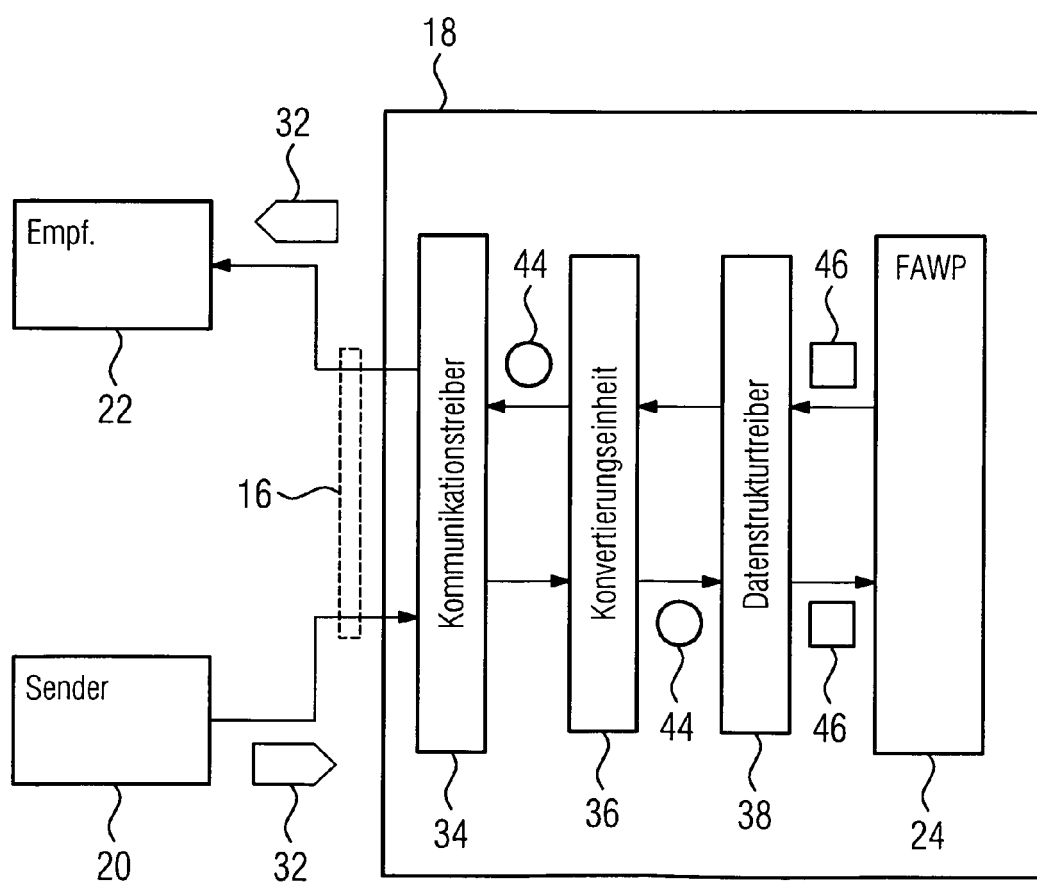 18
32
Empf.
22
44
46
FAWP
16
Kommunikationstreiber
Konvertierungseinheit
Datenstrukturtreiber
Sender
20
32
34
36
44
38
46
24